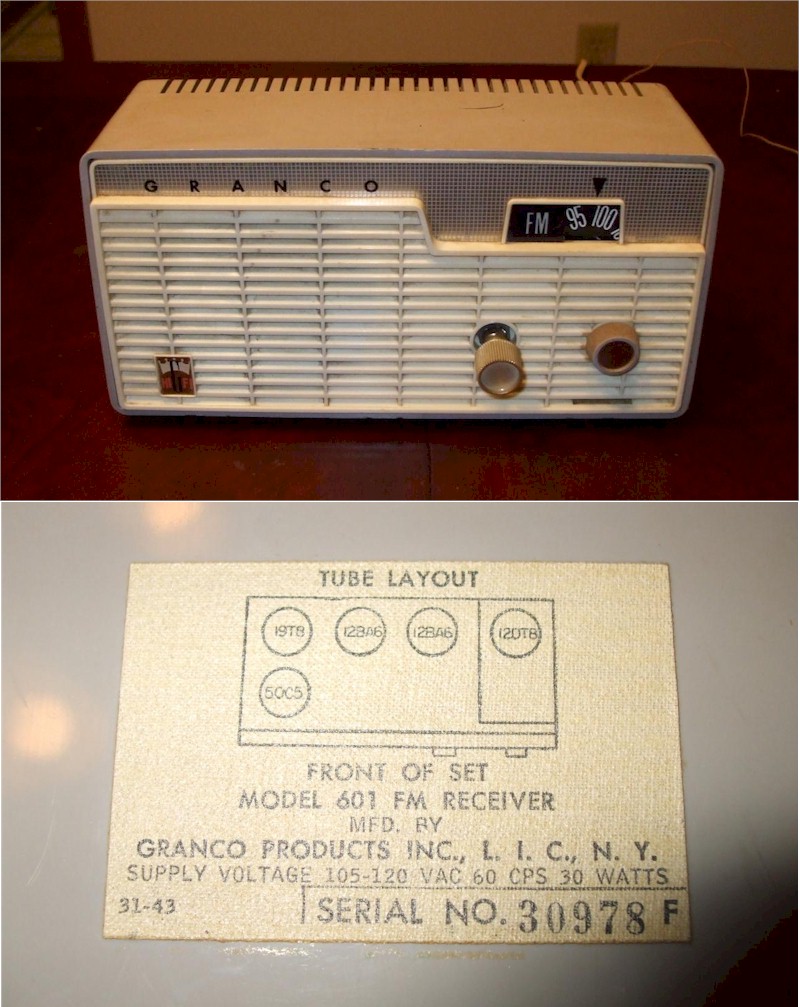 GRANCO
FM 95 100
TUBE LAYOUT
19T8 12BA6 12BA6 12DT8
50C5
FRONT OF SET
MODEL 601 FM RECEIVER
MFD. BY
GRANCO PRODUCTS INC., L. I. C., N. Y.
SUPPLY VOLTAGE 105-120 VAC 60 CPS 30 WATTS
31-43 SERIAL NO. 30978 F